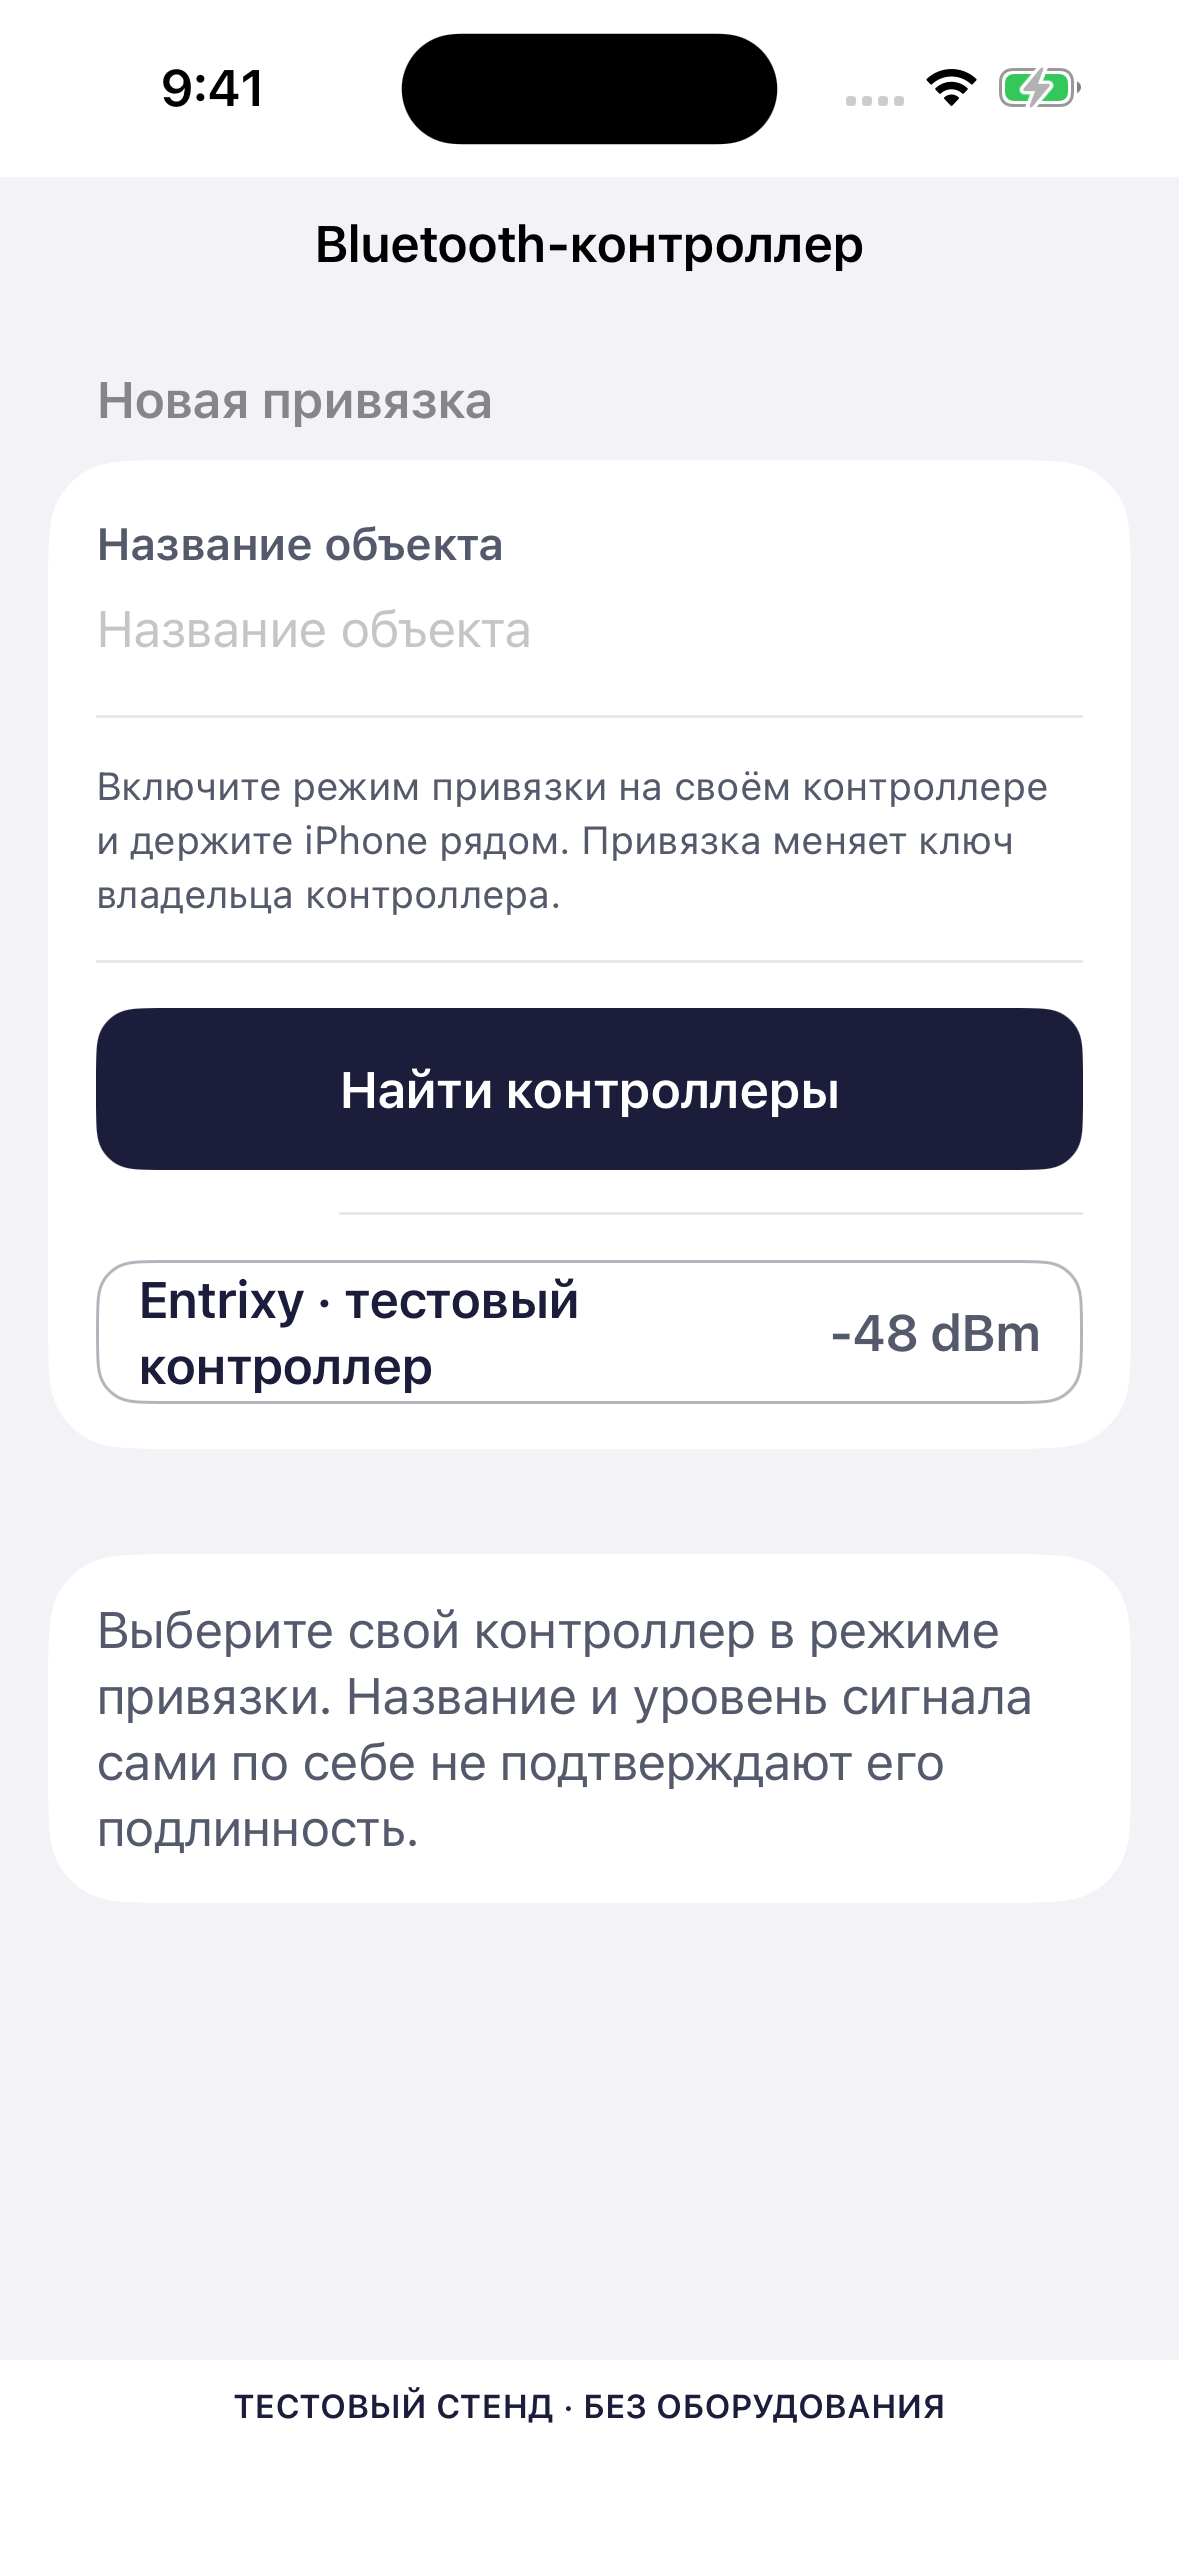 9:41
Bluetooth-контроллер
Новая привязка
Название объекта
Название объекта
Включите режим привязки на своём контроллере
и держите iPhone рядом. Привязка меняет ключ
владельца контроллера.
Найти контроллеры
Entrixy · тестовый
контроллер
-48 dBm
Выберите свой контроллер в режиме
привязки. Название и уровень сигнала
сами по себе не подтверждают его
подлинность.
ТЕСТОВЫЙ СТЕНД · БЕЗ ОБОРУДОВАНИЯ